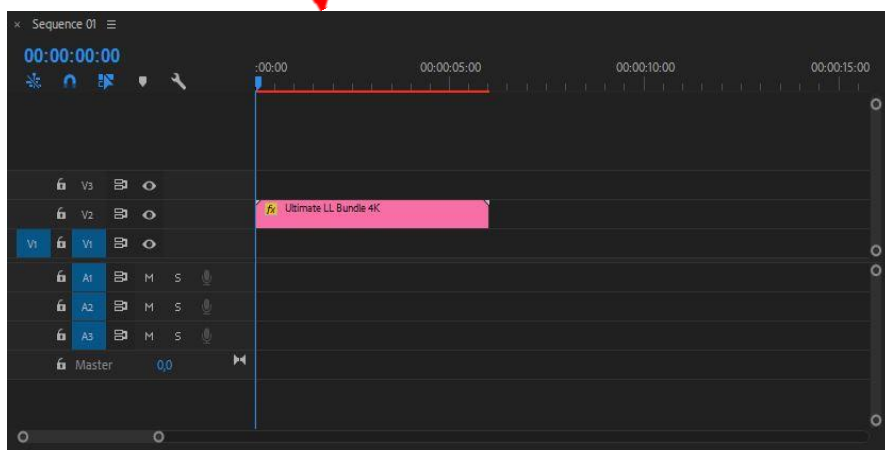 × Sequence 01
00:00:00:00
:00:00 00:00:05:00 00:00:10:00 00:00:15:00
V3
fx Ultimate LL Bundle 4K
V2
V1 V1
A1 M S
A2 M S
A3 M S
Master 0,0